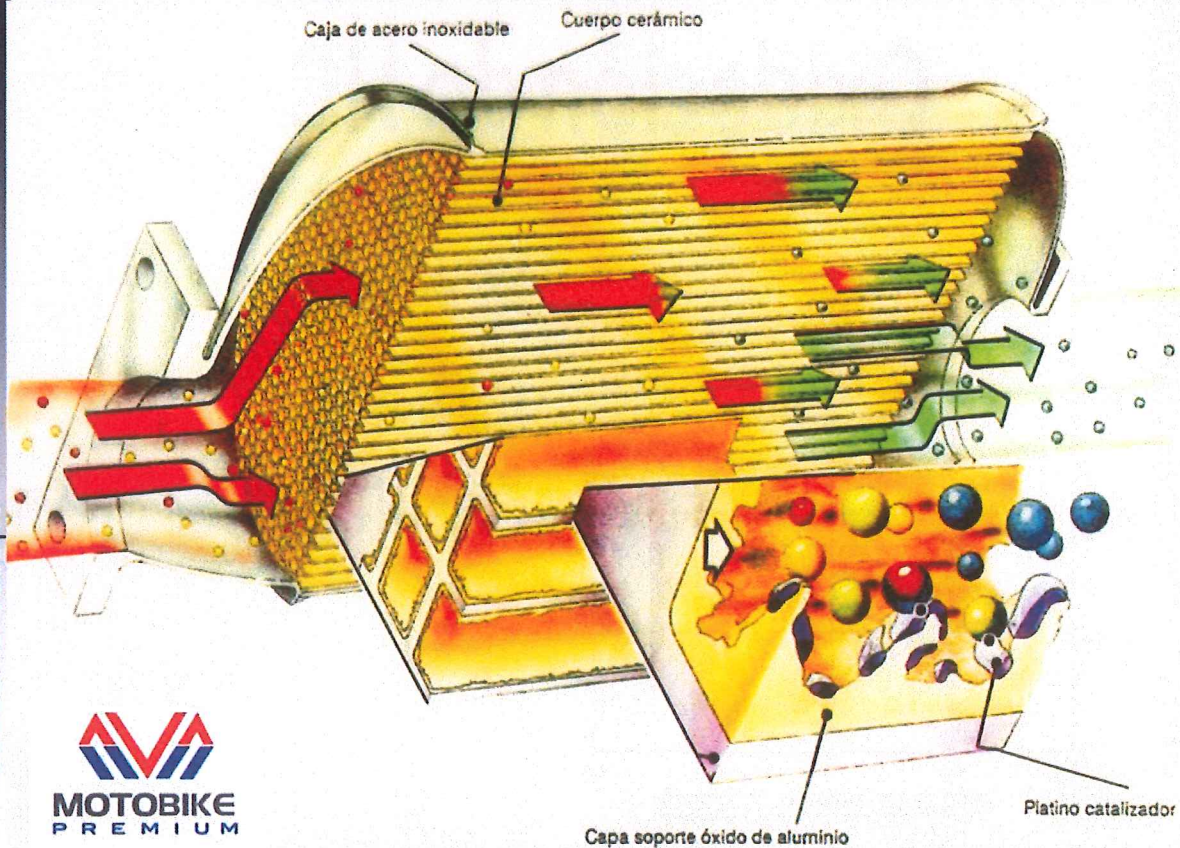 Caja de acero inoxidable
Cuerpo cerámico
Platino catalizador
Capa soporte óxido de aluminio
MOTOBIKE
PREMIUM